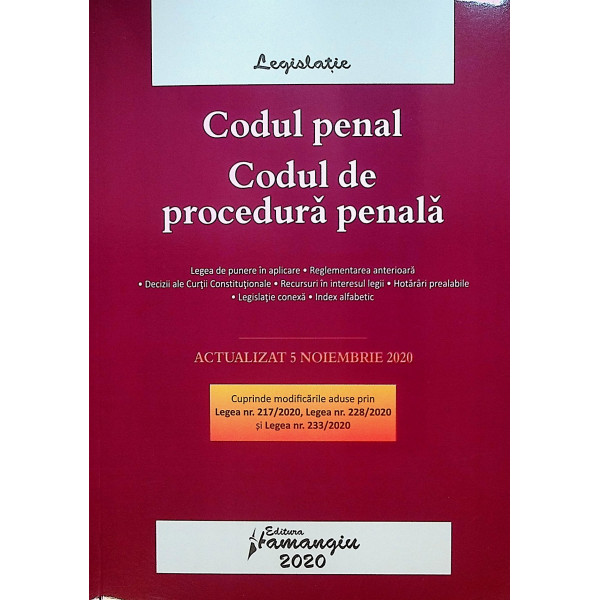 Legislație
Codul penal
Codul de
procedură penală
Legea de punere în aplicare • Reglementarea anterioară
• Decizii ale Curții Constituționale • Recursuri în interesul legii • Hotărâri prealabile
• Legislație conexă • Index alfabetic
ACTUALIZAT 5 NOIEMBRIE 2020
Cuprinde modificările aduse prin
Legea nr. 217/2020, Legea nr. 228/2020
și Legea nr. 233/2020
Editura
Hamangiu
2020